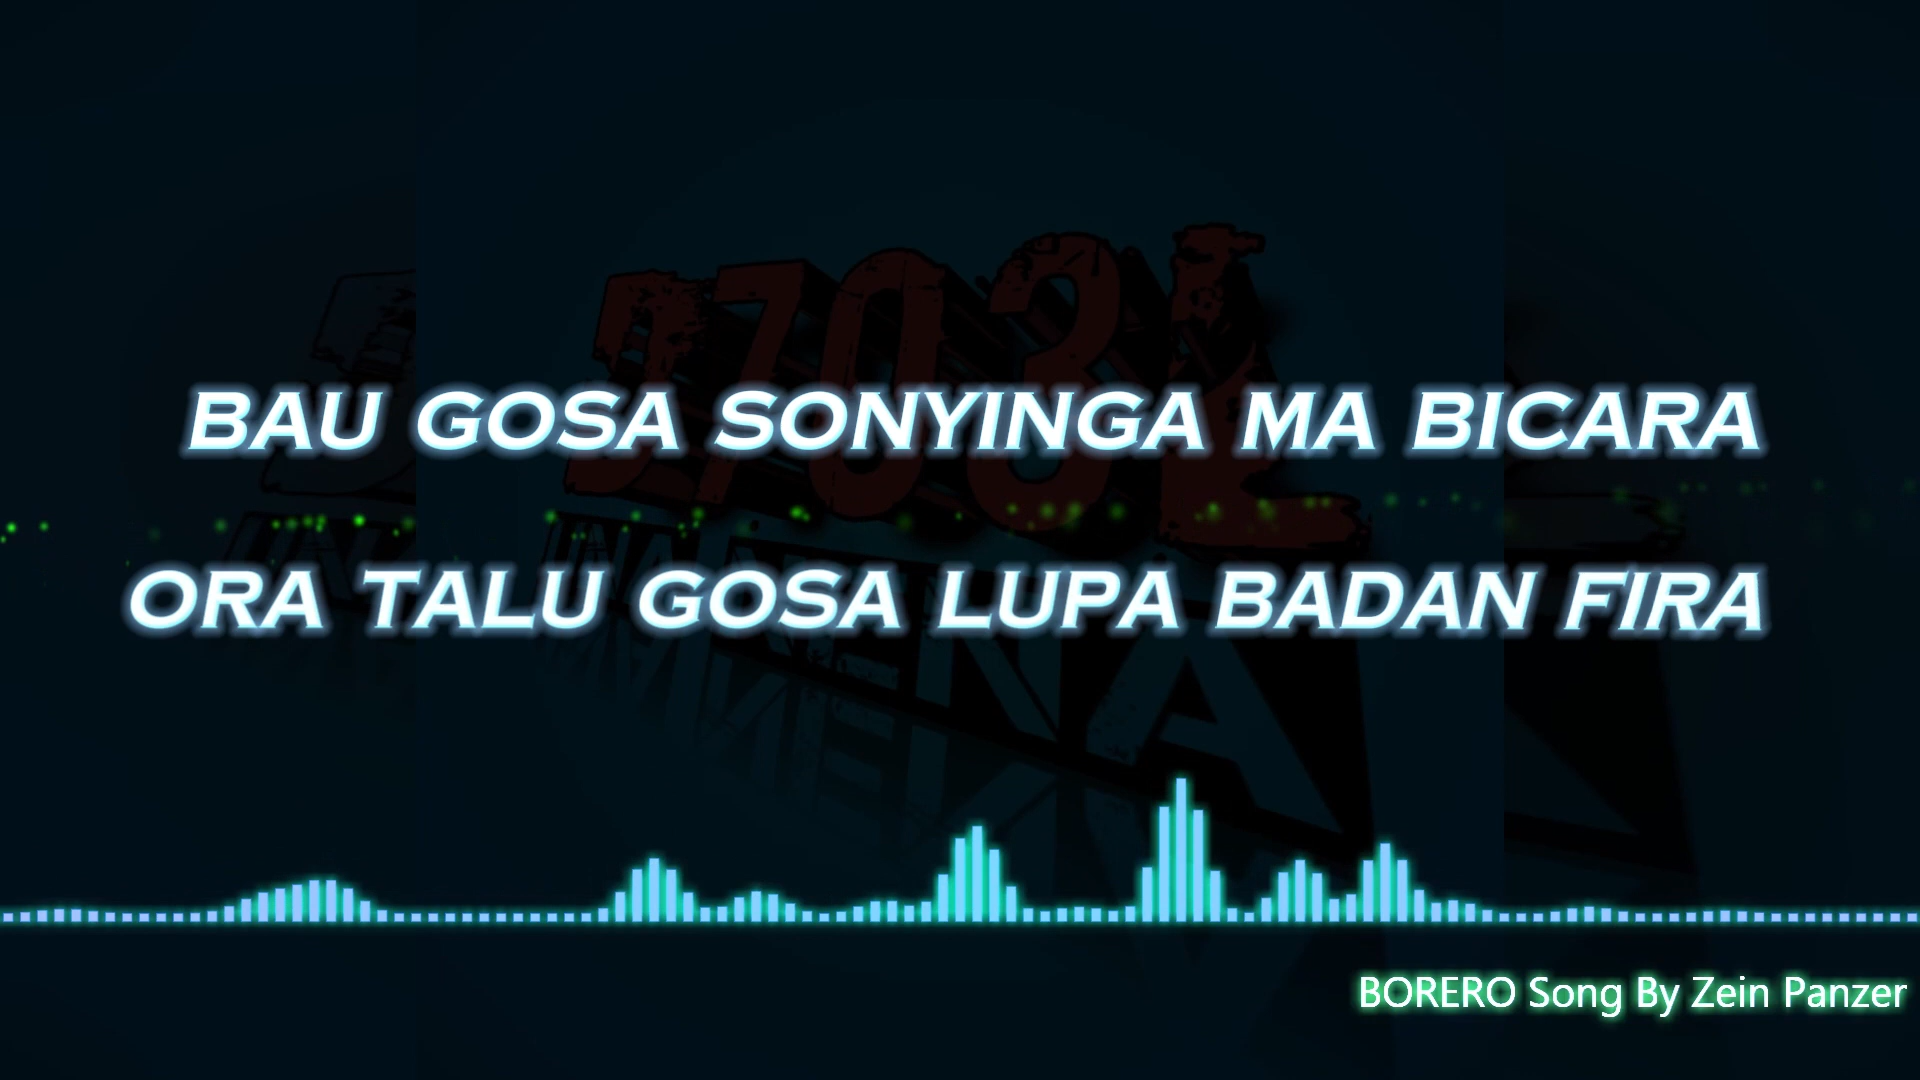 BAU GOSA SONYINGA MA BICARA
ORA TALU GOSA LUPA BADAN FIRA
BORERO Song By Zein Panzer